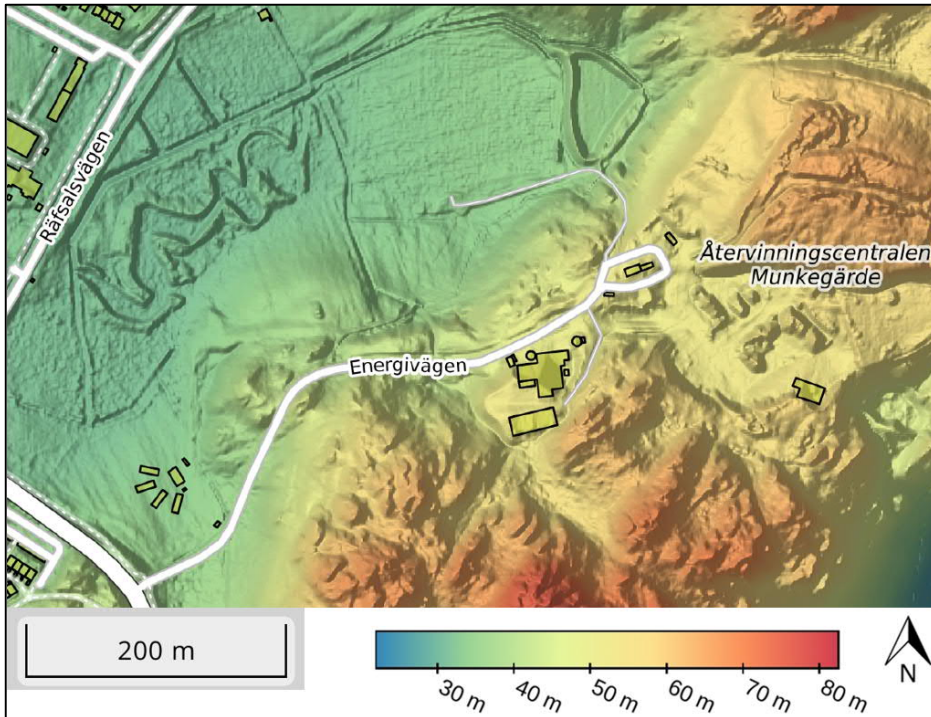 Räfsalsvägen
Återvinningscentralen
Munkegärde
Energivägen
200 m
30 m
40 m
50 m
60 m
70 m
80 m
N